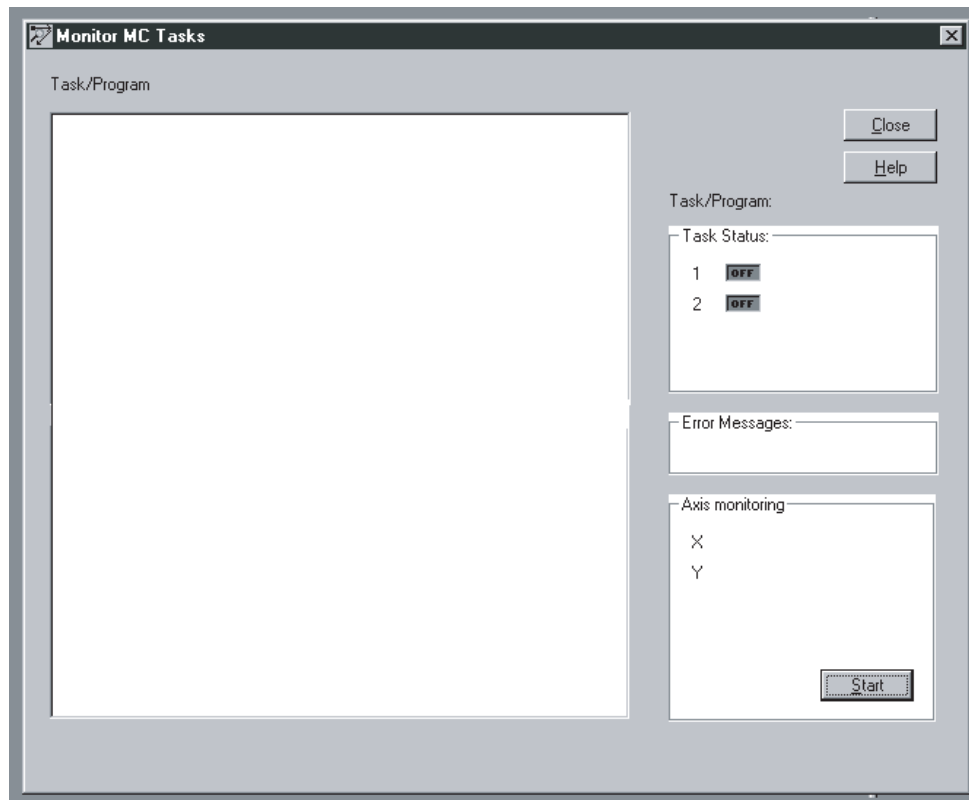 Monitor MC Tasks
Task/Program
Close
Help
Task/Program:
Task Status:
1 OFF
2 OFF
Error Messages:
Axis monitoring
X
Y
Start